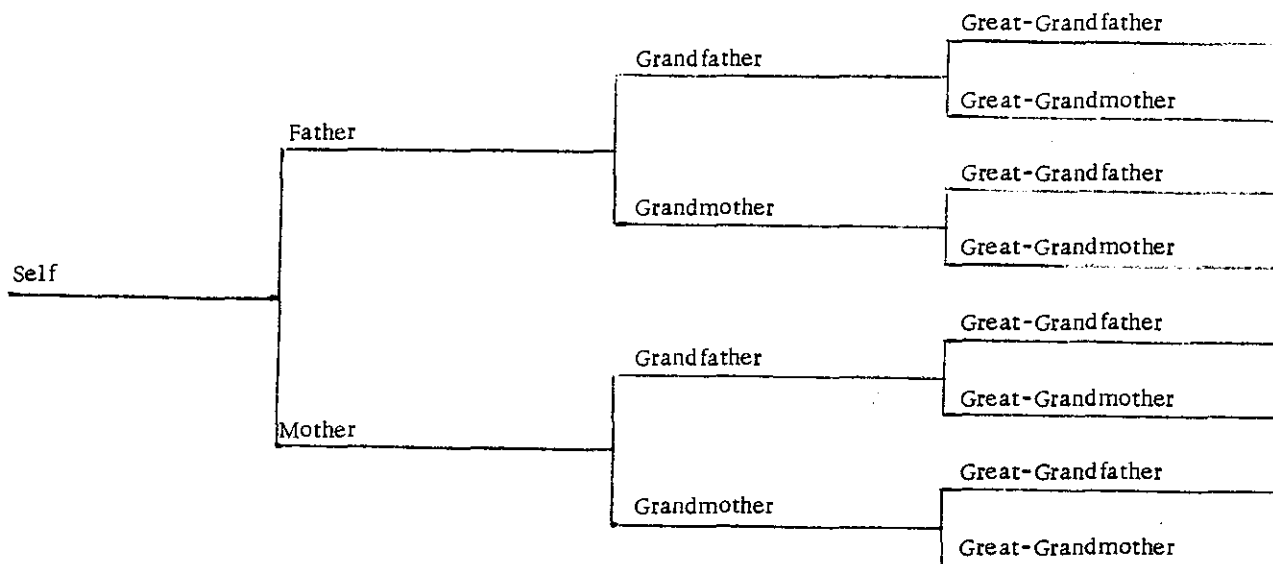 Great-Grandfather
Grandfather
Great-Grandmother
Father
Great-Grandfather
Grandmother
Great-Grandmother
Self
Great-Grandfather
Grandfather
Great-Grandmother
Mother
Great-Grandfather
Grandmother
Great-Grandmother